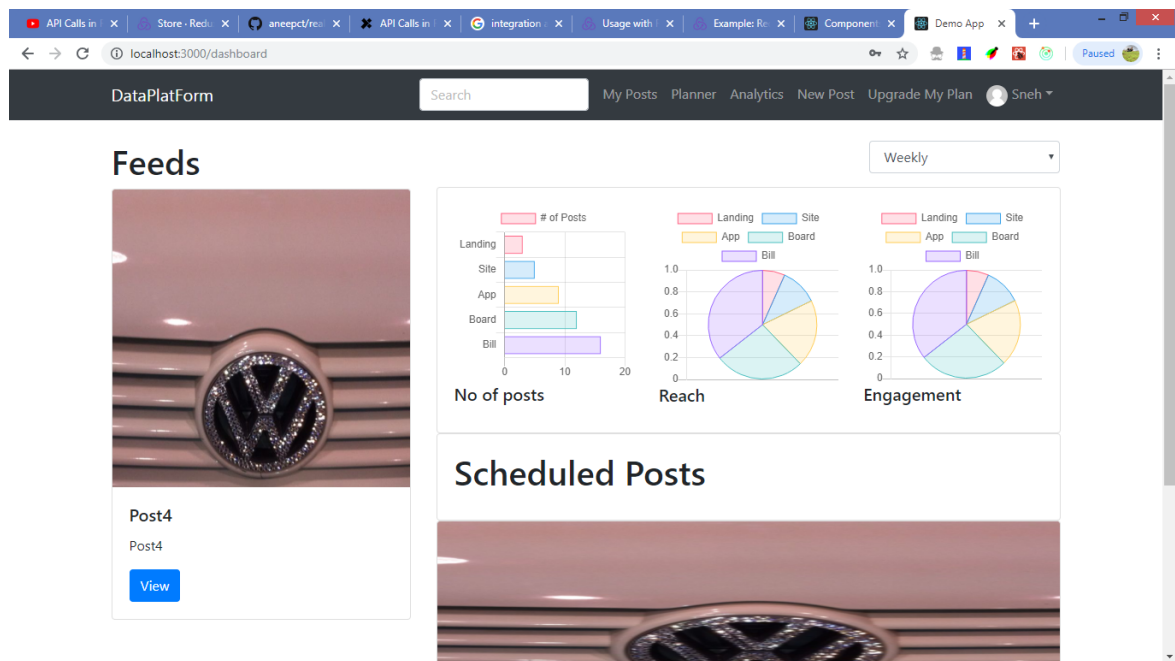 API Calls in
Store · Redu
aneepct/rea
API Calls in
integration a
Usage with
Example: Re
Component
Demo App
localhost:3000/dashboard
Paused
DataPlatForm
Search
My Posts Planner Analytics New Post Upgrade My Plan Sneh
Feeds
Weekly
# of Posts
Landing
Site
App
Board
Bill
0 10 20
No of posts
Landing Site
App Board
Bill
1.0
0.8
0.6
0.4
0.2
0
Reach
Landing Site
App Board
Bill
1.0
0.8
0.6
0.4
0.2
0
Engagement
Scheduled Posts
Post4
Post4
View